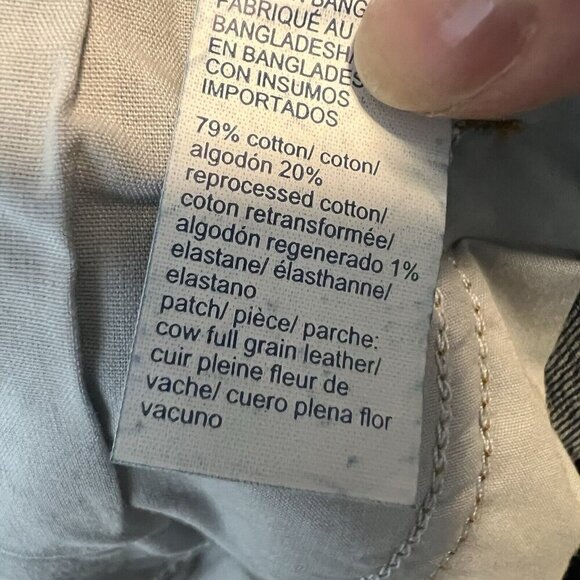 BANG
FABRIQUÉ AU
BANGLADESH/
EN BANGLADES
CON INSUMOS
IMPORTADOS
79% cotton/ coton/
algodón 20%
reprocessed cotton/
coton retransformée/
algodón regenerado 1%
elastane/ élasthanne/
elastano
patch/ pièce/ parche:
cow full grain leather/
cuir pleine fleur de
vache/ cuero plena flor
vacuno